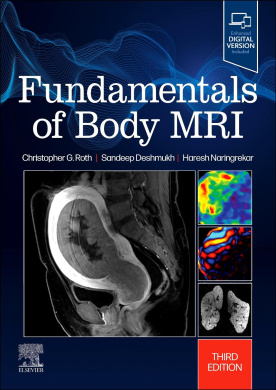 Enhanced
DIGITAL
VERSION
Included
Fundamentals
of Body MRI
Christopher G. Roth | Sandeep Deshmukh | Haresh Naringrekar
THIRD
EDITION
ELSEVIER